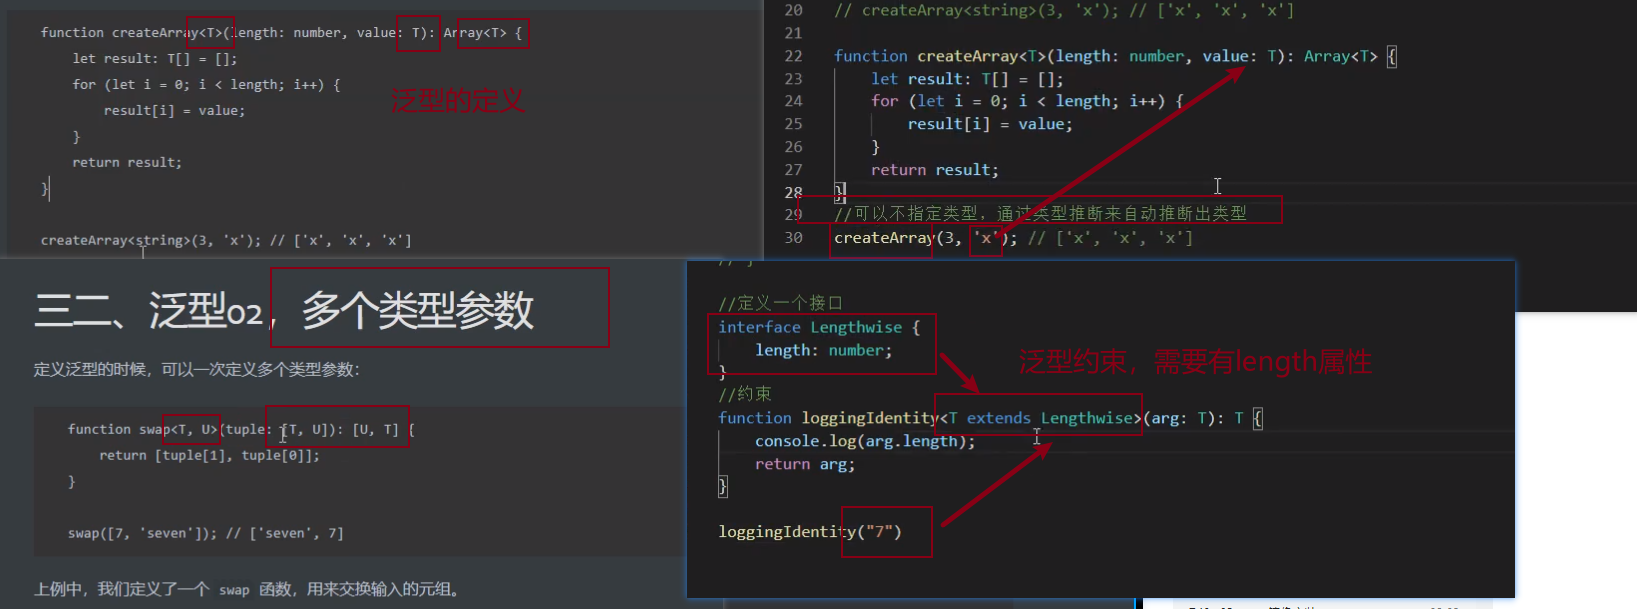 function createArray<T>(length: number, value: T): Array<T> {
let result: T[] = [];
for (let i = 0; i < length; i++) {
result[i] = value;
}
return result;
}
泛型的定义
createArray<string>(3, 'x'); // ['x', 'x', 'x']
20 // createArray<string>(3, 'x'); // ['x', 'x', 'x']
21
22 function createArray<T>(length: number, value: T): Array<T> {
23 let result: T[] = [];
24 for (let i = 0; i < length; i++) {
25 result[i] = value;
26 }
27 return result;
28 }
29 //可以不指定类型，通过类型推断来自动推断出类型
30 createArray(3, 'x'); // ['x', 'x', 'x']
三二、泛型02，多个类型参数
定义泛型的时候，可以一次定义多个类型参数：
function swap<T, U>(tuple: [T, U]): [U, T] {
return [tuple[1], tuple[0]];
}
swap([7, 'seven']); // ['seven', 7]
上例中，我们定义了一个 swap 函数，用来交换输入的元组。
//定义一个接口
interface Lengthwise {
length: number;
}
泛型约束，需要有length属性
//约束
function loggingIdentity<T extends Lengthwise>(arg: T): T {
console.log(arg.length);
return arg;
}
loggingIdentity("7")